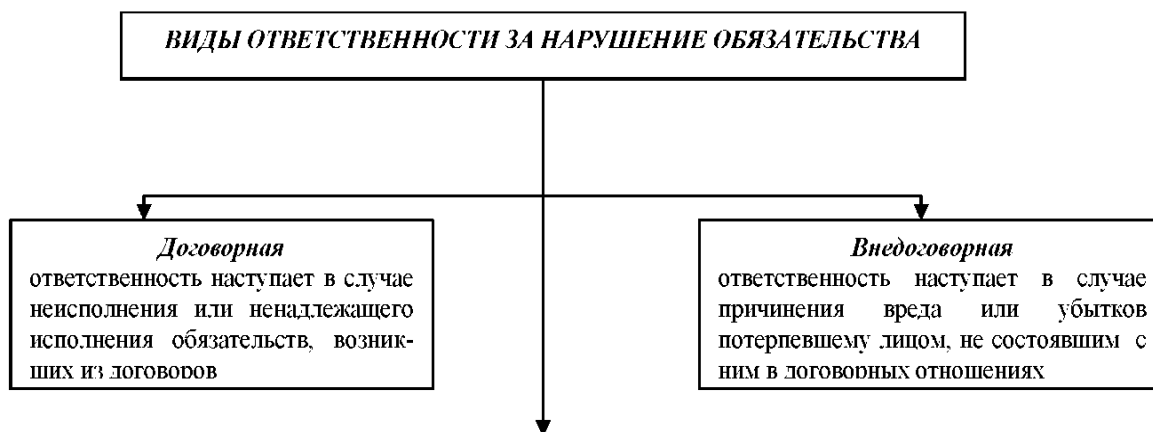 ВИДЫ ОТВЕТСТВЕННОСТИ ЗА НАРУШЕНИЕ ОБЯЗАТЕЛЬСТВА
Договорная
ответственность наступает в случае
неисполнения или ненадлежащего
исполнения обязательств, возник-
ших из договоров
Внедоговорная
ответственность наступает в случае
причинения вреда или убытков
потерпевшему лицом, не состоявшим с
ним в договорных отношениях